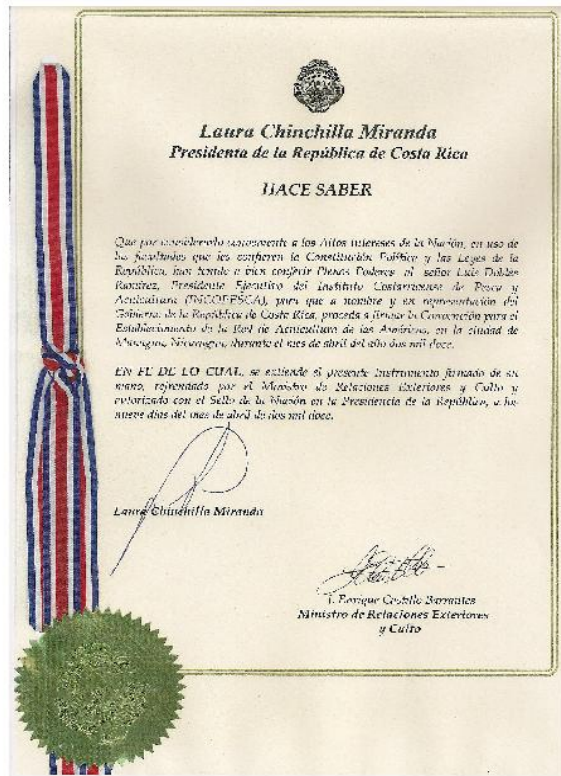 Laura Chinchilla Miranda
Presidenta de la República de Costa Rica
HACE SABER
Que por considerarlo conveniente a los Altos intereses de la Nación, en uso de
las facultades que les confieren la Constitución Política y las Leyes de la
República, han tenido a bien conferir Plenos Poderes al señor Luis Dobles
Ramírez, Presidente Ejecutivo del Instituto Costarricense de Pesca y
Acuicultura (INCOPESCA), para que a nombre y en representación del
Gobierno de la República de Costa Rica, proceda a firmar la Convención para el
Establecimiento de la Red de Acuicultura de las Américas, en la ciudad de
Managua, Nicaragua, durante el mes de abril del año dos mil doce.
EN FE DE LO CUAL, se extiende el presente Instrumento firmado de su
mano, refrendado por el Ministro de Relaciones Exteriores y Culto y
autorizado con el Sello de la Nación en la Presidencia de la República, a los
nueve días del mes de abril de dos mil doce.
Laura Chinchilla Miranda
Enrique Castillo Barrantes
Ministro de Relaciones Exteriores
y Culto